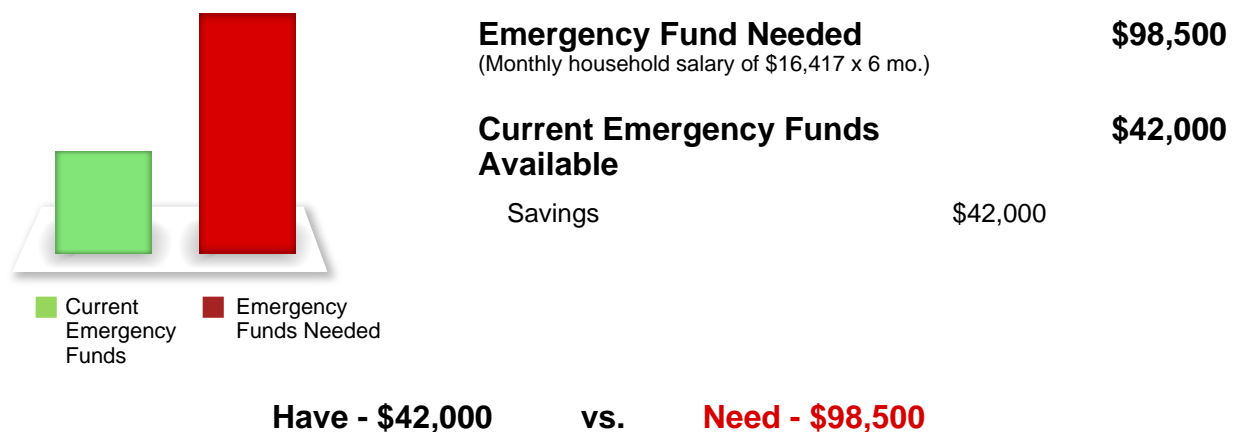 Emergency Fund Needed $98,500
(Monthly household salary of $16,417 x 6 mo.)
Current Emergency Funds $42,000
Available
Savings $42,000
Current
Emergency
Funds
Emergency
Funds Needed
Have - $42,000 vs. Need - $98,500